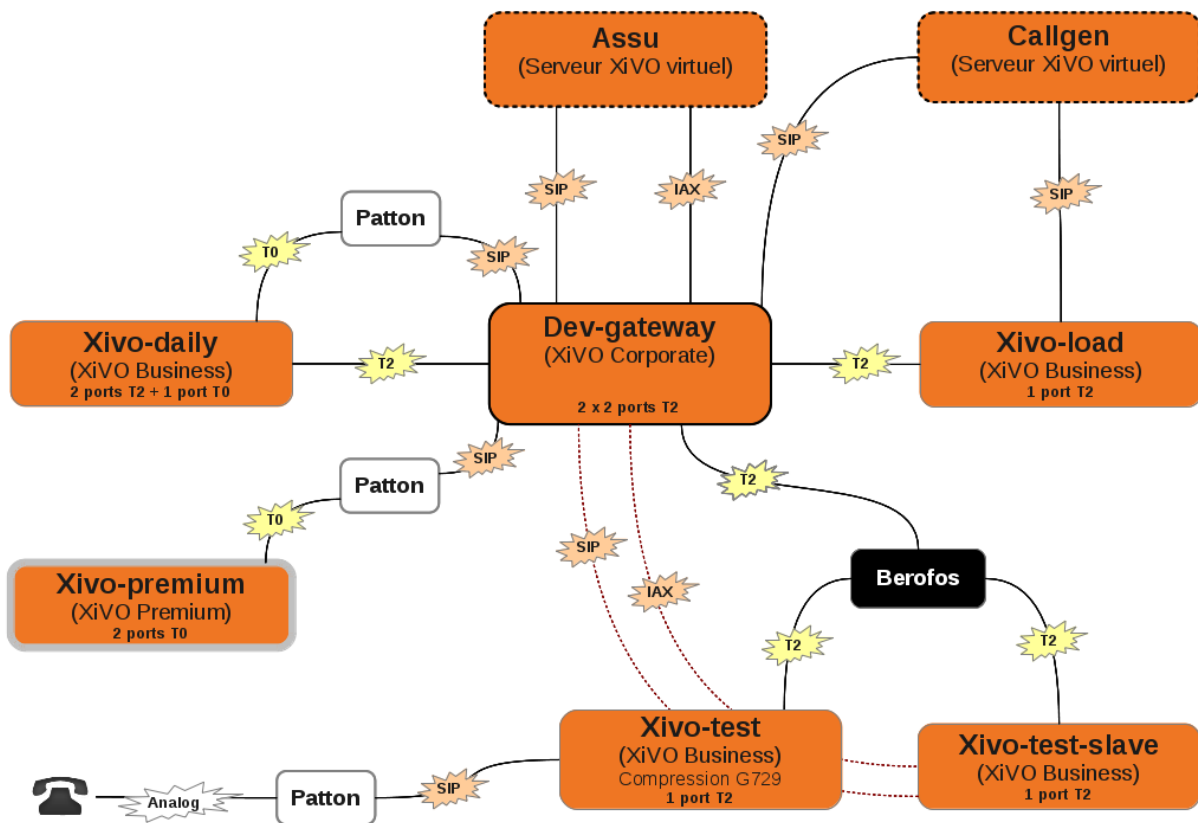 Assu
(Serveur XiVO virtuel)
Callgen
(Serveur XiVO virtuel)
SIP
SIP
IAX
SIP
Patton
T0
SIP
Xivo-daily
(XiVO Business)
2 ports T2 + 1 port T0
T2
Dev-gateway
(XiVO Corporate)
2 x 2 ports T2
T2
Xivo-load
(XiVO Business)
1 port T2
SIP
Patton
T0
T2
SIP
IAX
Berofos
Xivo-premium
(XiVO Premium)
2 ports T0
T2
T2
Xivo-test
(XiVO Business)
Compression G729
1 port T2
Xivo-test-slave
(XiVO Business)
1 port T2
Analog
Patton
SIP